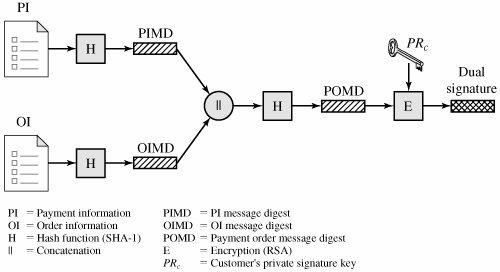 PI
H
PIMD
OI
H
OIMD
||
H
POMD
PRc
E
Dual
signature
PI = Payment information
OI = Order information
H = Hash function (SHA-1)
|| = Concatenation
PIMD = PI message digest
OIMD = OI message digest
POMD = Payment order message digest
E = Encryption (RSA)
PRc = Customer's private signature key